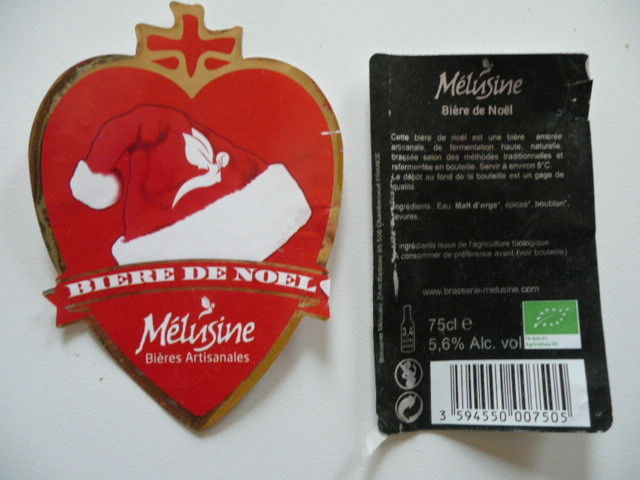 BIERE DE NOEL
Mélusine
Bières Artisanales
Mélusine
Bière de Noël
Cette bière de noël est une bière ambrée
artisanale, de fermentation haute, naturelle,
brassée selon des méthodes traditionnelles et
refermentée en bouteille. Servir à environ 5°C.
Le dépôt au fond de la bouteille est un gage de
qualité.
Ingrédients : Eau, Malt d'orge*, épices*, houblon*,
levures.
*ingrédients issus de l'agriculture biologique
consommer de préférence avant (voir bouteille)
www.brasserie-melusine.com
3,4
75cl e
5,6% Alc. vol
3 594550 007505